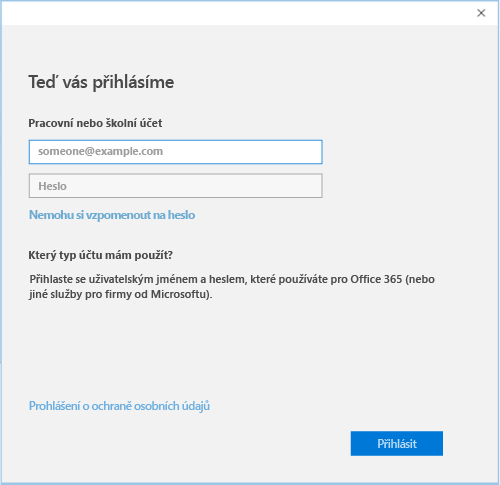 Teď vás přihlásíme
Pracovní nebo školní účet
someone@example.com
Heslo
Nemohu si vzpomenout na heslo
Který typ účtu mám použít?
Přihlaste se uživatelským jménem a heslem, které používáte pro Office 365 (nebo
jiné služby pro firmy od Microsoftu).
Prohlášení o ochraně osobních údajů
Přihlásit